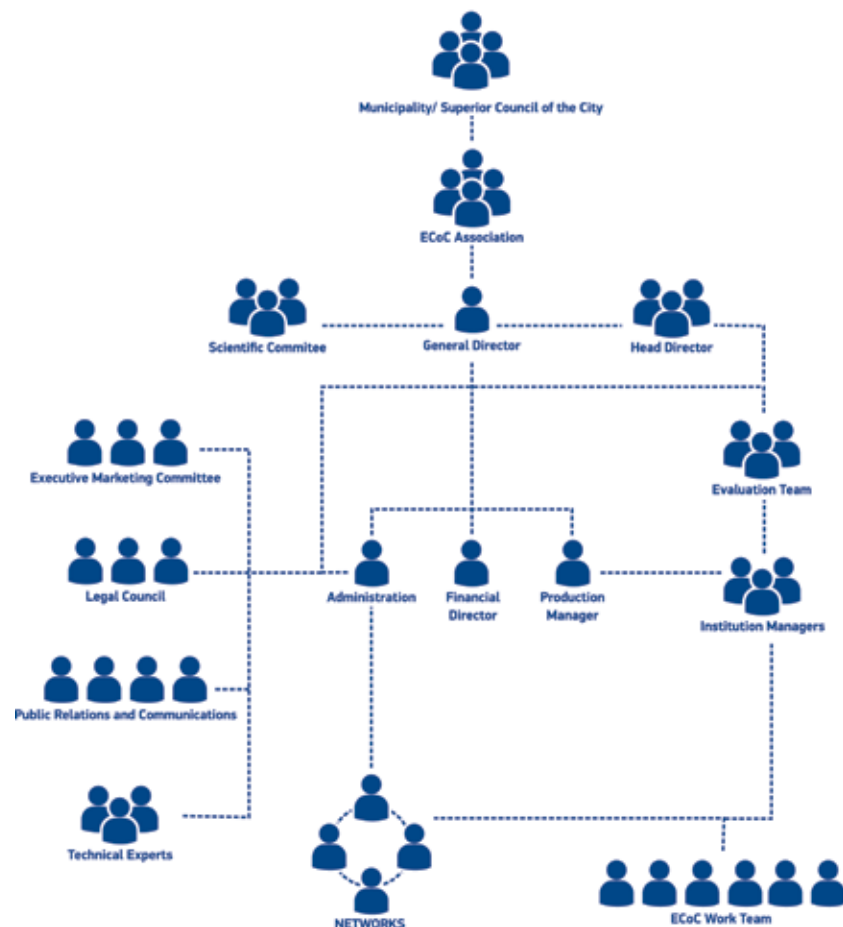 Municipality/ Superior Council of the City
ECoC Association
Scientific Commitee
General Director
Head Director
Executive Marketing Committee
Evaluation Team
Legal Council
Administration
Financial
Director
Production
Manager
Institution Managers
Public Relations and Communications
Technical Experts
NETWORKS
ECoC Work Team